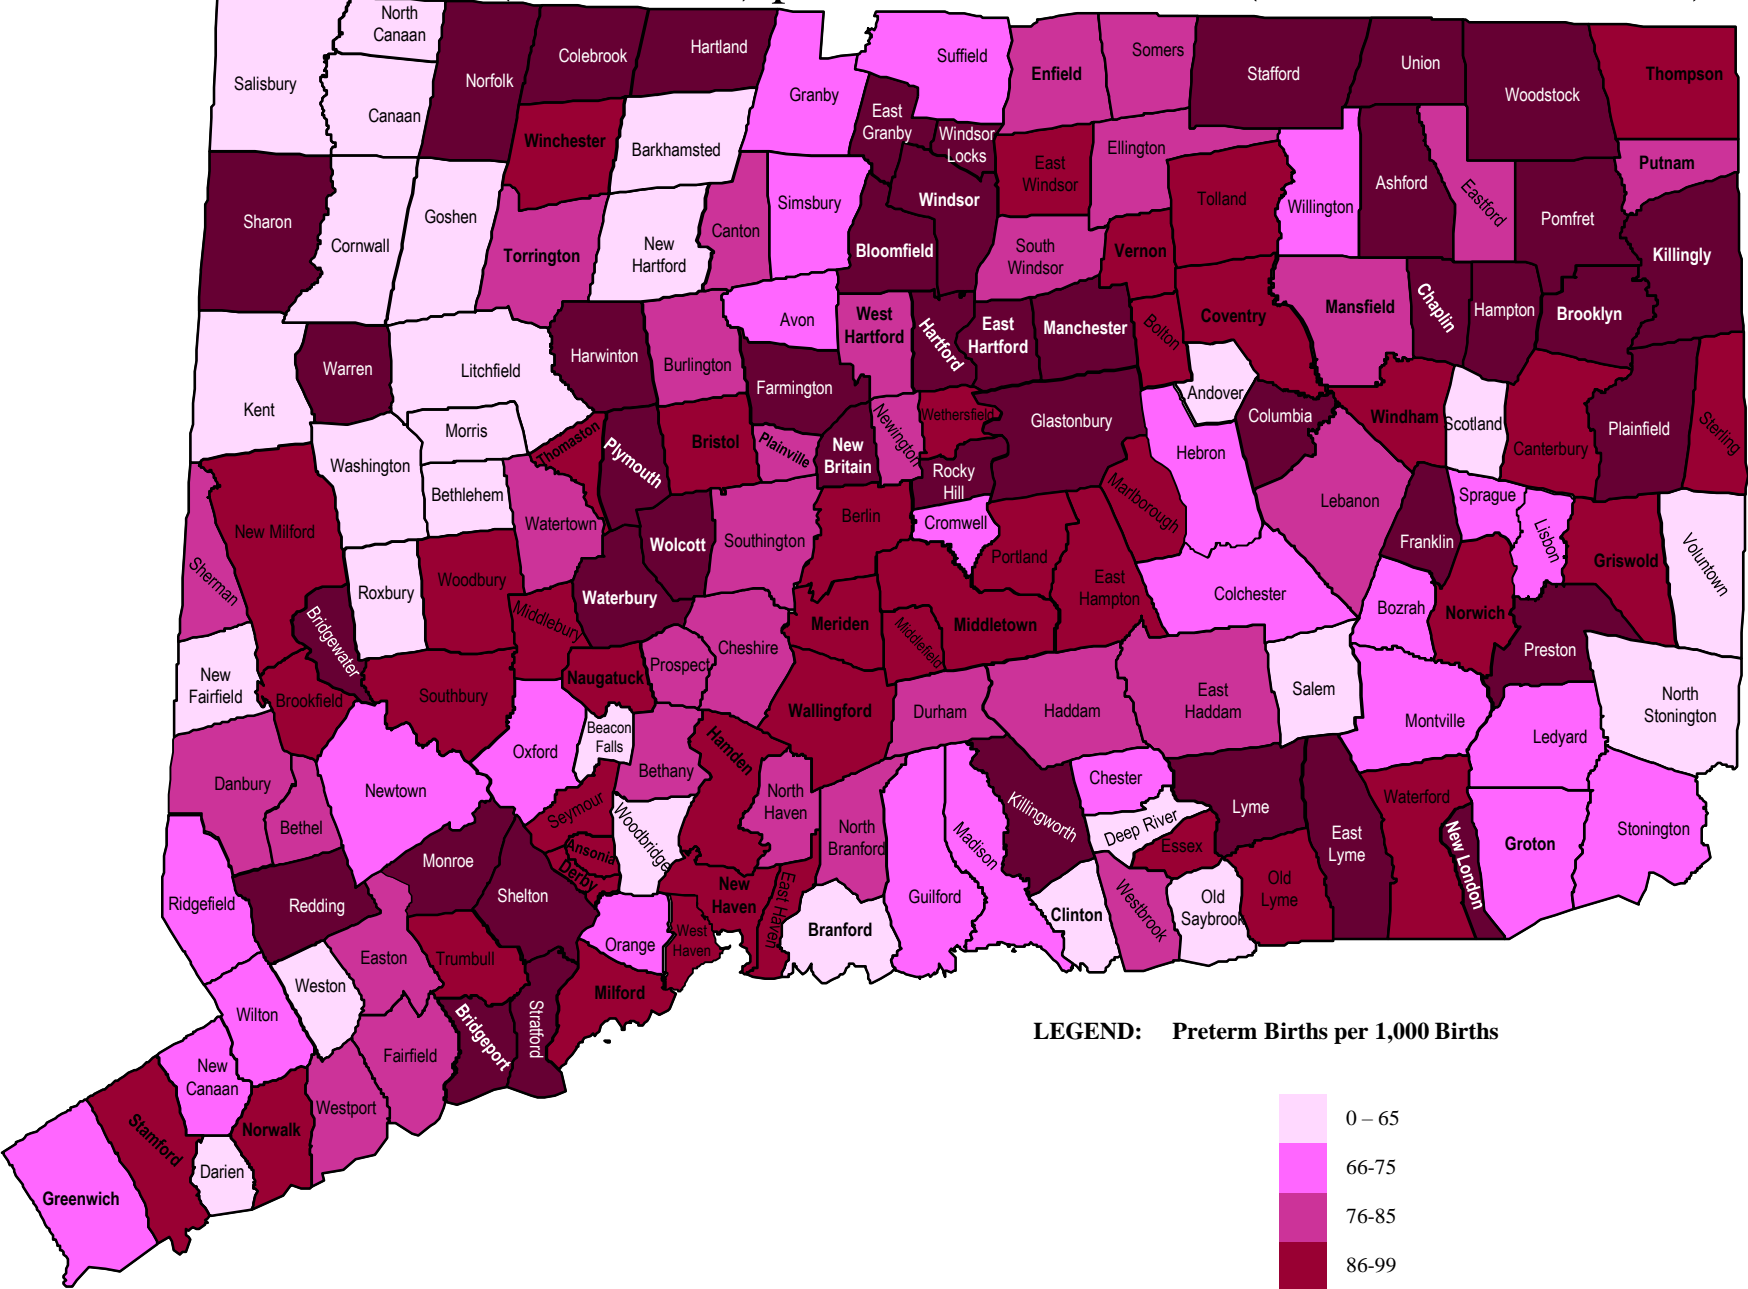 North
Canaan
Salisbury
Canaan
Norfolk
Colebrook
Hartland
Granby
Suffield
Enfield
Somers
Stafford
Union
Woodstock
Thompson
Winchester
Barkhamsted
East
Granby
Windsor
Locks
East
Windsor
Ellington
Tolland
Willington
Ashford
Eastford
Pomfret
Putnam
Killingly
Sharon
Cornwall
Goshen
Torrington
New
Hartford
Canton
Simsbury
Bloomfield
Windsor
South
Windsor
Vernon
Coventry
Mansfield
Chaplin
Hampton
Brooklyn
Kent
Warren
Litchfield
Morris
Harwinton
Burlington
Avon
Farmington
West
Hartford
Hartford
East
Hartford
Manchester
Bolton
Andover
Columbia
Windham
Scotland
Canterbury
Plainfield
Sterling
Washington
Bethlehem
Thomaston
Plymouth
Bristol
Plainville
New
Britain
Newington
Wethersfield
Rocky
Hill
Glastonbury
Hebron
Lebanon
Franklin
Sprague
Lisbon
Griswold
Voluntown
Sherman
New Milford
Roxbury
Woodbury
Watertown
Wolcott
Southington
Berlin
Cromwell
Portland
Marlborough
East
Hampton
Colchester
Bozrah
Norwich
Preston
North
Stonington
New
Fairfield
Bridgewater
Brookfield
Southbury
Middlebury
Waterbury
Naugatuck
Prospect
Cheshire
Meriden
Middlefield
Middletown
Wallingford
Durham
Haddam
East
Haddam
Salem
Montville
Ledyard
Danbury
Bethel
Newtown
Oxford
Beacon
Falls
Bethany
Hamden
North
Haven
North
Branford
Seymour
Ansonia
Derby
Woodbridge
Killingworth
Chester
Deep River
Essex
Lyme
East
Lyme
Waterford
New London
Groton
Stonington
Ridgefield
Redding
Monroe
Shelton
Orange
New
Haven
West
Haven
East Haven
Branford
Guilford
Madison
Clinton
Westbrook
Old
Saybrook
Old
Lyme
Wilton
Weston
Easton
Trumbull
Bridgeport
Stratford
Milford
New
Canaan
Fairfield
Westport
Norwalk
Darien
Stamford
Greenwich
LEGEND: Preterm Births per 1,000 Births
0 – 65
66-75
76-85
86-99